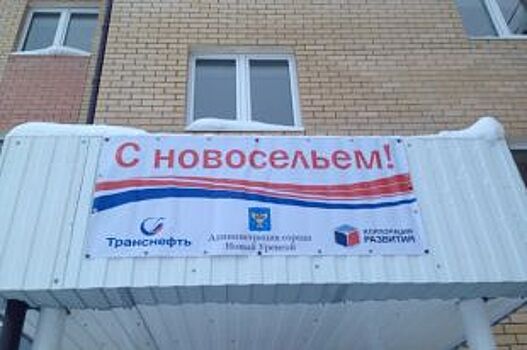 С новосельем!
Транснефть
Администрация города
Новый Уренгой
КОРПОРАЦИЯ
РАЗВИТИЯ